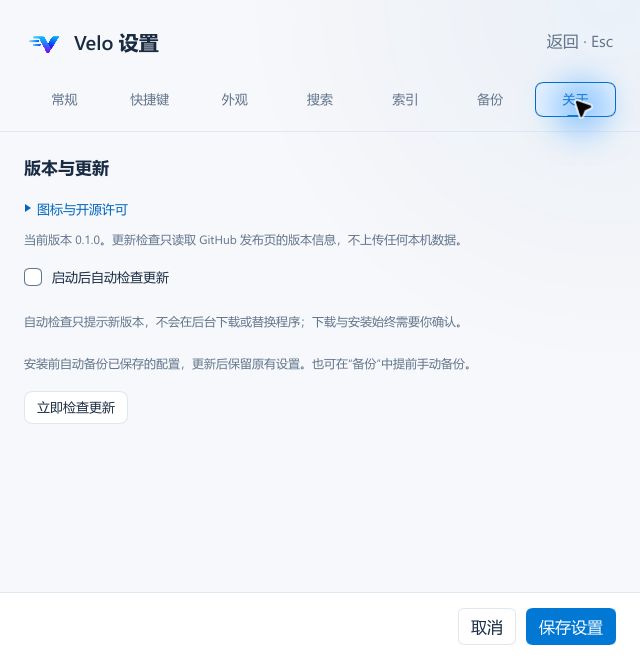 Velo 设置
返回 · Esc
常规 快捷键 外观 搜索 索引 备份 关于
版本与更新
图标与开源许可
当前版本 0.1.0。更新检查只读取 GitHub 发布页的版本信息，不上传任何本机数据。
启动后自动检查更新
自动检查只提示新版本，不会在后台下载或替换程序；下载与安装始终需要你确认。
安装前自动备份已保存的配置，更新后保留原有设置。也可在“备份”中提前手动备份。
立即检查更新
取消 保存设置